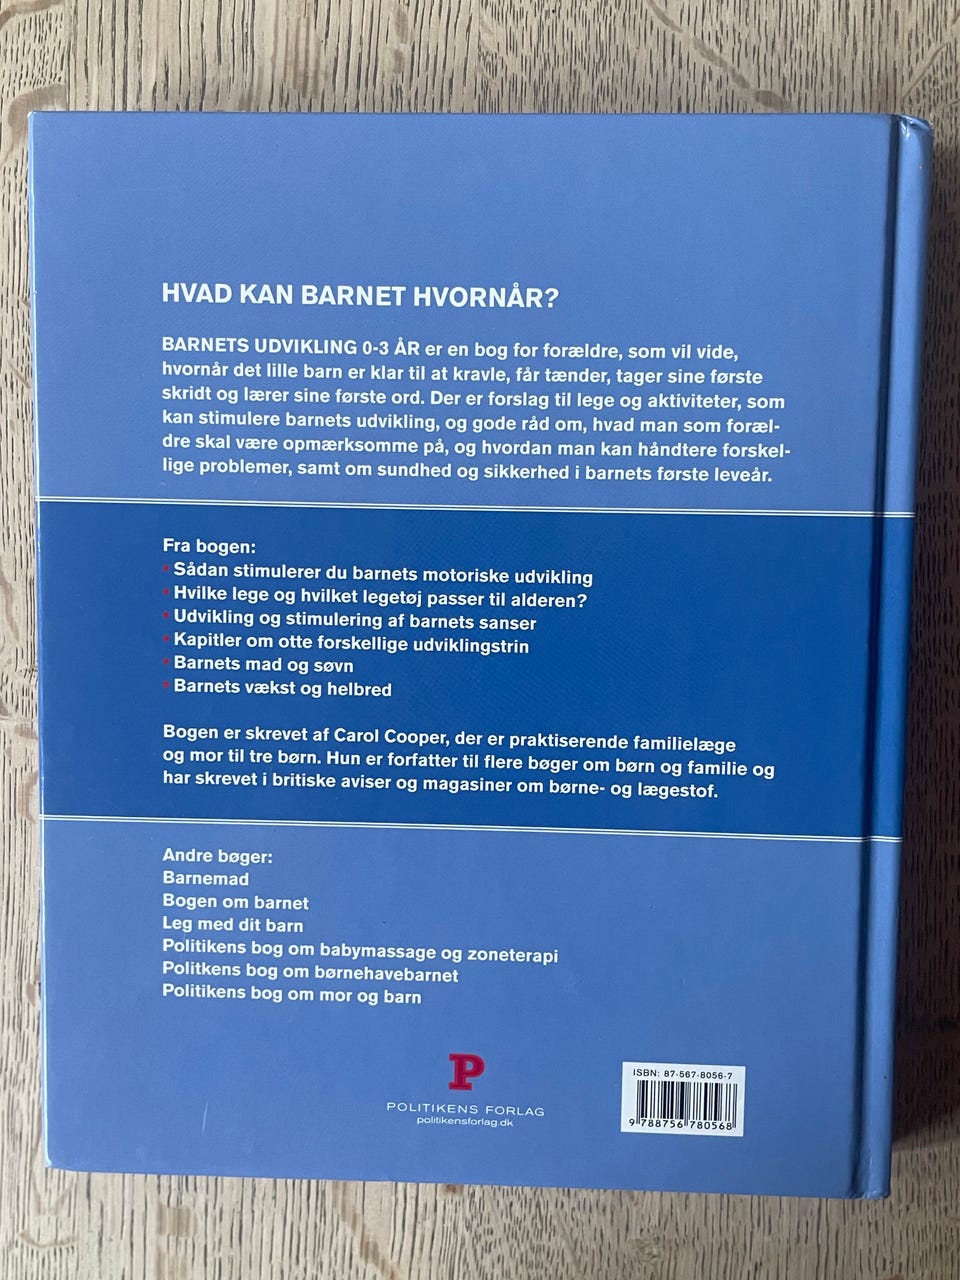 HVAD KAN BARNET HVORNÅR?
BARNETS UDVIKLING 0-3 ÅR er en bog for forældre, som vil vide,
hvornår det lille barn er klar til at kravle, får tænder, tager sine første
skridt og lærer sine første ord. Der er forslag til lege og aktiviteter, som
kan stimulere barnets udvikling, og gode råd om, hvad man som foræl-
dre skal være opmærksomme på, og hvordan man kan håndtere forskel-
lige problemer, samt om sundhed og sikkerhed i barnets første leveår.
Fra bogen:
• Sådan stimulerer du barnets motoriske udvikling
• Hvilke lege og hvilket legetøj passer til alderen?
• Udvikling og stimulering af barnets sanser
• Kapitler om otte forskellige udviklingstrin
• Barnets mad og søvn
• Barnets vækst og helbred
Bogen er skrevet af Carol Cooper, der er praktiserende familielæge
og mor til tre børn. Hun er forfatter til flere bøger om børn og familie og
har skrevet i britiske aviser og magasiner om børne- og lægestof.
Andre bøger:
Barnemad
Bogen om barnet
Leg med dit barn
Politikens bog om babymassage og zoneterapi
Politkens bog om børnehavebarnet
Politikens bog om mor og barn
P
POLITIKENS FORLAG
politikensforlag.dk
ISBN: 87-567-8056-7
9 788756 780568